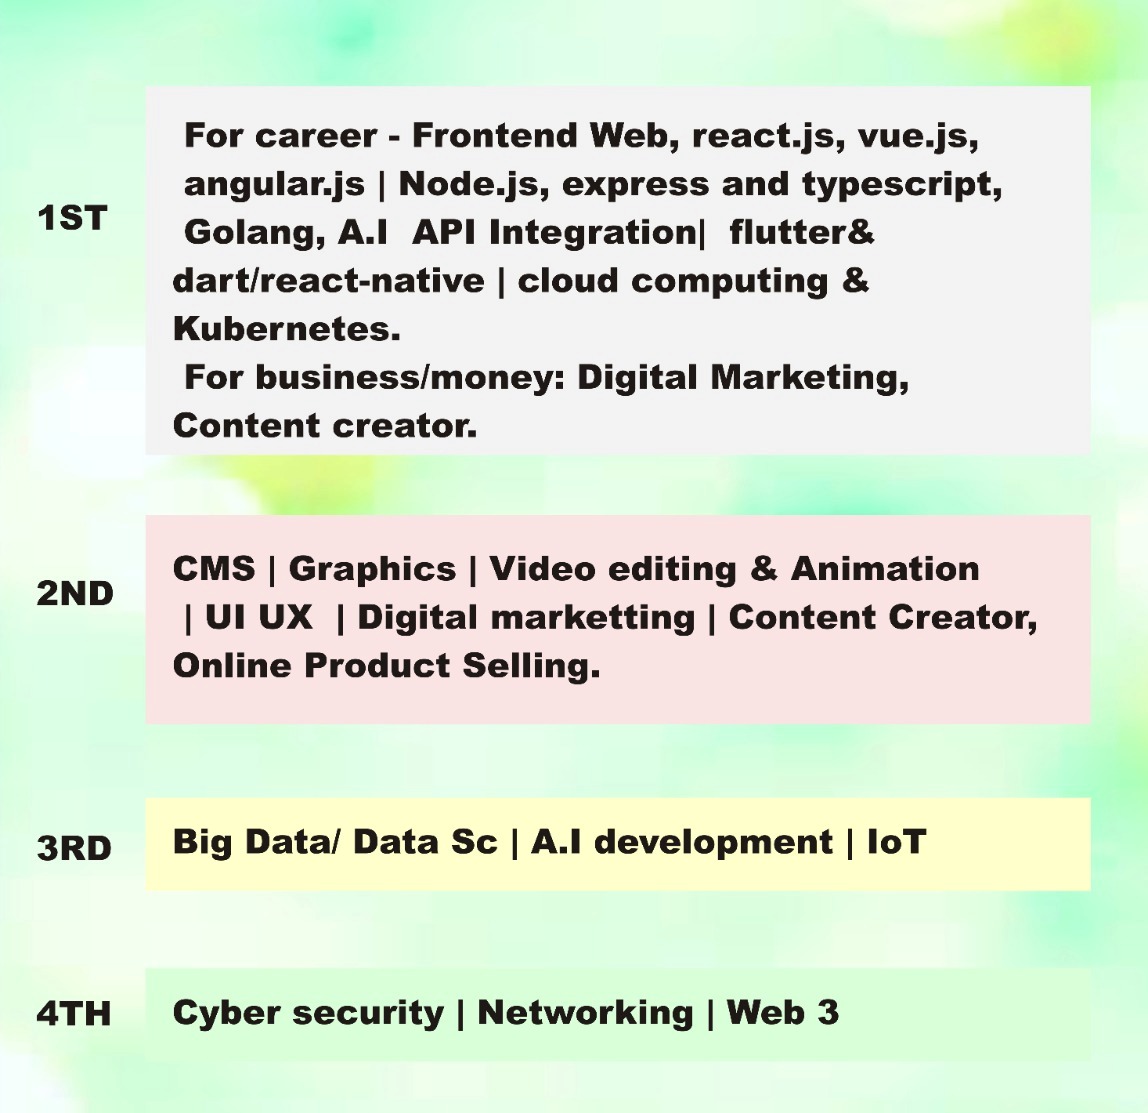 1ST
For career - Frontend Web, react.js, vue.js,
angular.js | Node.js, express and typescript,
Golang, A.I API Integration| flutter&
dart/react-native | cloud computing &
Kubernetes.
For business/money: Digital Marketing,
Content creator.
2ND
CMS | Graphics | Video editing & Animation
| UI UX | Digital marketting | Content Creator,
Online Product Selling.
3RD
Big Data/ Data Sc | A.I development | IoT
4TH
Cyber security | Networking | Web 3